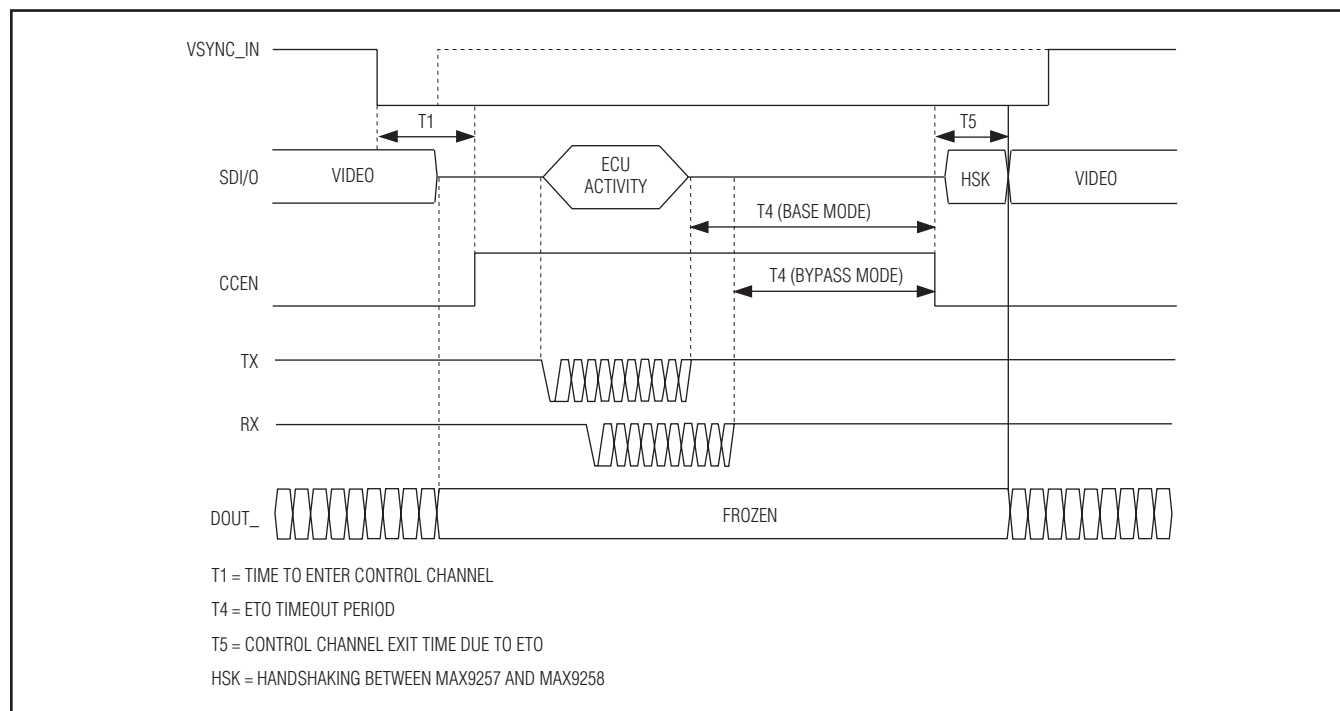 VSYNC_IN
T1
T5
SDI/O
VIDEO
ECU
ACTIVITY
HSK
VIDEO
T4 (BASE MODE)
CCEN
T4 (BYPASS MODE)
TX
RX
DOUT_
FROZEN
T1 = TIME TO ENTER CONTROL CHANNEL
T4 = ETO TIMEOUT PERIOD
T5 = CONTROL CHANNEL EXIT TIME DUE TO ETO
HSK = HANDSHAKING BETWEEN MAX9257 AND MAX9258